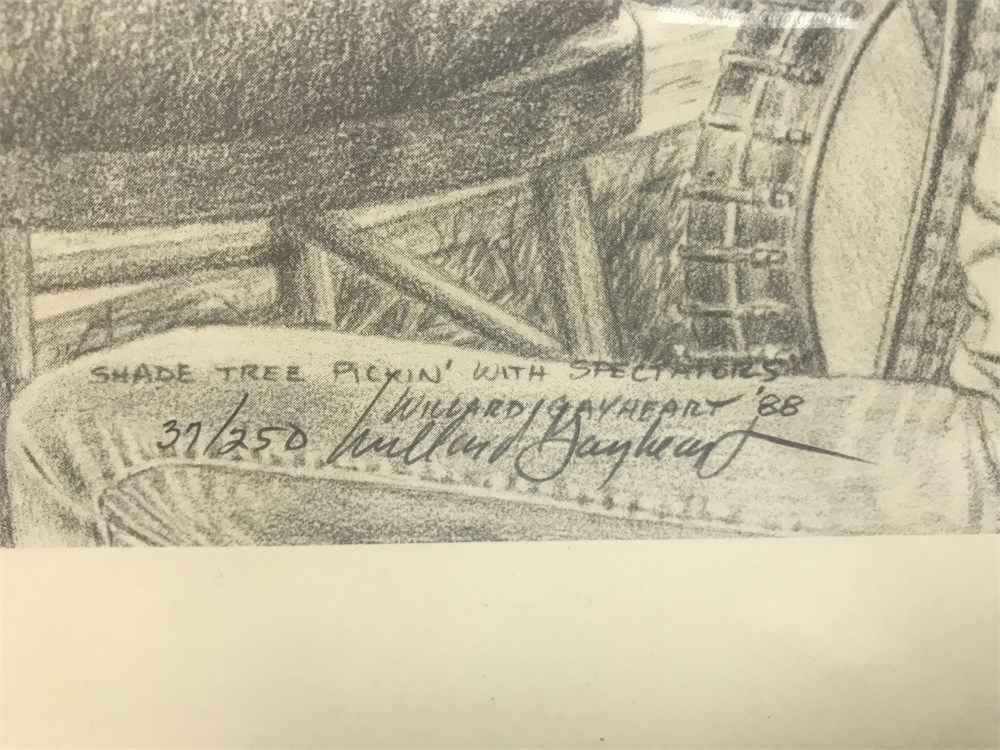 SHADE TREE PICKIN' WITH SPECTATORS
WILLARD GAYHEART '88
37/250 Willard Gayheart